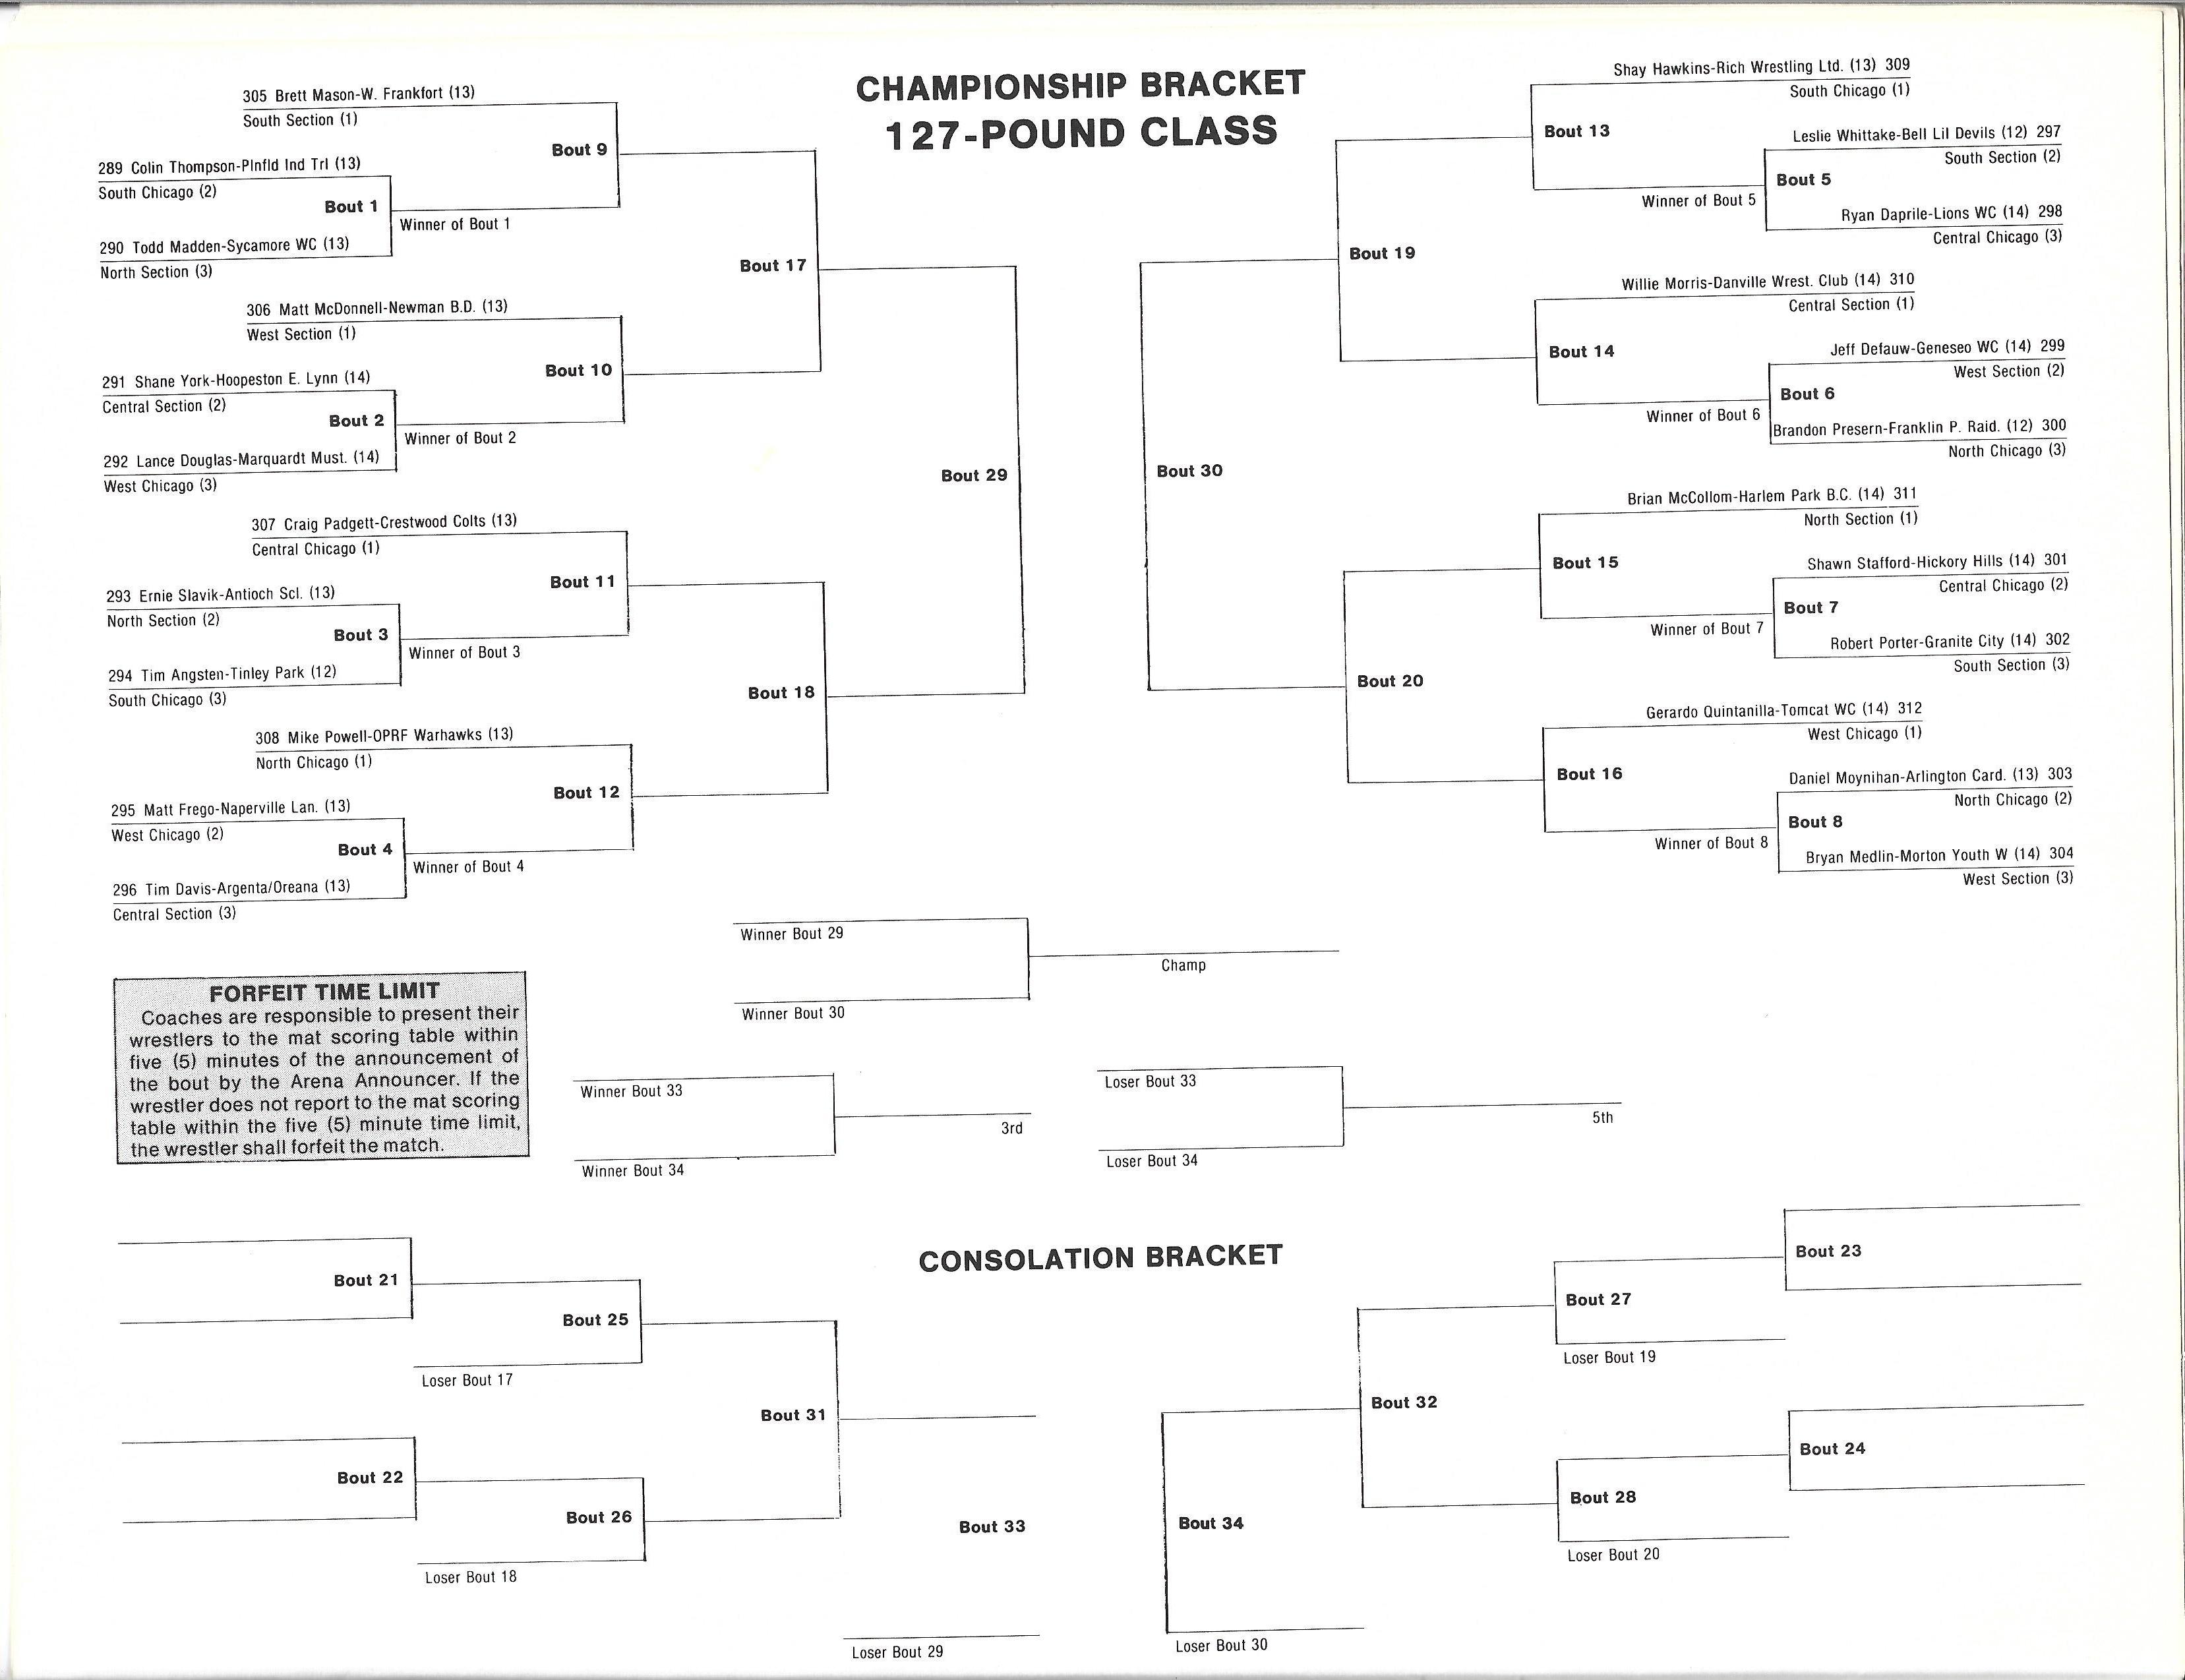 CHAMPIONSHIP BRACKET
127-POUND CLASS
305 Brett Mason-W. Frankfort (13)
South Section (1)
Bout 9
289 Colin Thompson-Plnfld Ind Trl (13)
South Chicago (2)
Bout 1
Winner of Bout 1
290 Todd Madden-Sycamore WC (13)
North Section (3)
Bout 17
306 Matt McDonnell-Newman B.D. (13)
West Section (1)
Bout 10
291 Shane York-Hoopeston E. Lynn (14)
Central Section (2)
Bout 2
Winner of Bout 2
292 Lance Douglas-Marquardt Must. (14)
West Chicago (3)
Bout 29
307 Craig Padgett-Crestwood Colts (13)
Central Chicago (1)
Bout 11
293 Ernie Slavik-Antioch Scl. (13)
North Section (2)
Bout 3
Winner of Bout 3
294 Tim Angsten-Tinley Park (12)
South Chicago (3)
Bout 18
308 Mike Powell-OPRF Warhawks (13)
North Chicago (1)
Bout 12
295 Matt Frego-Naperville Lan. (13)
West Chicago (2)
Bout 4
Winner of Bout 4
296 Tim Davis-Argenta/Oreana (13)
Central Section (3)
Shay Hawkins-Rich Wrestling Ltd. (13) 309
South Chicago (1)
Bout 13
Leslie Whittake-Bell Lil Devils (12) 297
South Section (2)
Bout 5
Winner of Bout 5
Ryan Daprile-Lions WC (14) 298
Central Chicago (3)
Bout 19
Willie Morris-Danville Wrest. Club (14) 310
Central Section (1)
Bout 14
Jeff Defauw-Geneseo WC (14) 299
West Section (2)
Bout 6
Winner of Bout 6
Brandon Presern-Franklin P. Raid. (12) 300
North Chicago (3)
Bout 30
Brian McCollom-Harlem Park B.C. (14) 311
North Section (1)
Bout 15
Shawn Stafford-Hickory Hills (14) 301
Central Chicago (2)
Bout 7
Winner of Bout 7
Robert Porter-Granite City (14) 302
South Section (3)
Bout 20
Gerardo Quintanilla-Tomcat WC (14) 312
West Chicago (1)
Bout 16
Daniel Moynihan-Arlington Card. (13) 303
North Chicago (2)
Bout 8
Winner of Bout 8
Bryan Medlin-Morton Youth W (14) 304
West Section (3)
Winner Bout 29
Champ
Winner Bout 30
FORFEIT TIME LIMIT
Coaches are responsible to present their
wrestlers to the mat scoring table within
five (5) minutes of the announcement of
the bout by the Arena Announcer. If the
wrestler does not report to the mat scoring
table within the five (5) minute time limit,
the wrestler shall forfeit the match.
Winner Bout 33
3rd
Winner Bout 34
Loser Bout 33
5th
Loser Bout 34
CONSOLATION BRACKET
Bout 21
Bout 25
Loser Bout 17
Bout 31
Bout 22
Bout 26
Loser Bout 18
Bout 33
Loser Bout 29
Bout 23
Bout 27
Loser Bout 19
Bout 32
Bout 24
Bout 28
Loser Bout 20
Bout 34
Loser Bout 30